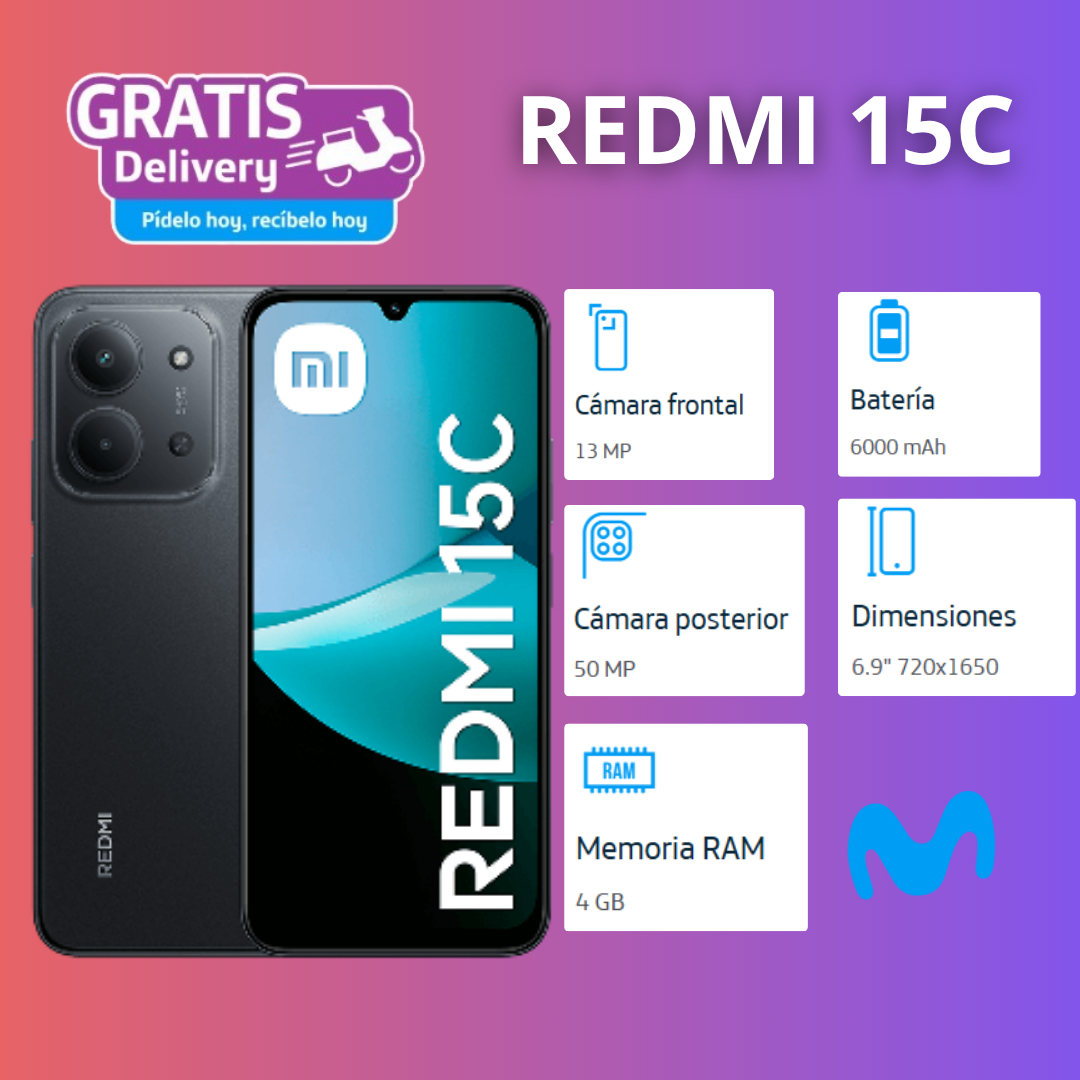 GRATIS
Delivery
Pídelo hoy, recíbelo hoy
REDMI 15C
mi
REDMI 15C
REDMI
Cámara frontal
13 MP
Batería
6000 mAh
Cámara posterior
50 MP
Dimensiones
6.9" 720x1650
RAM
Memoria RAM
4 GB